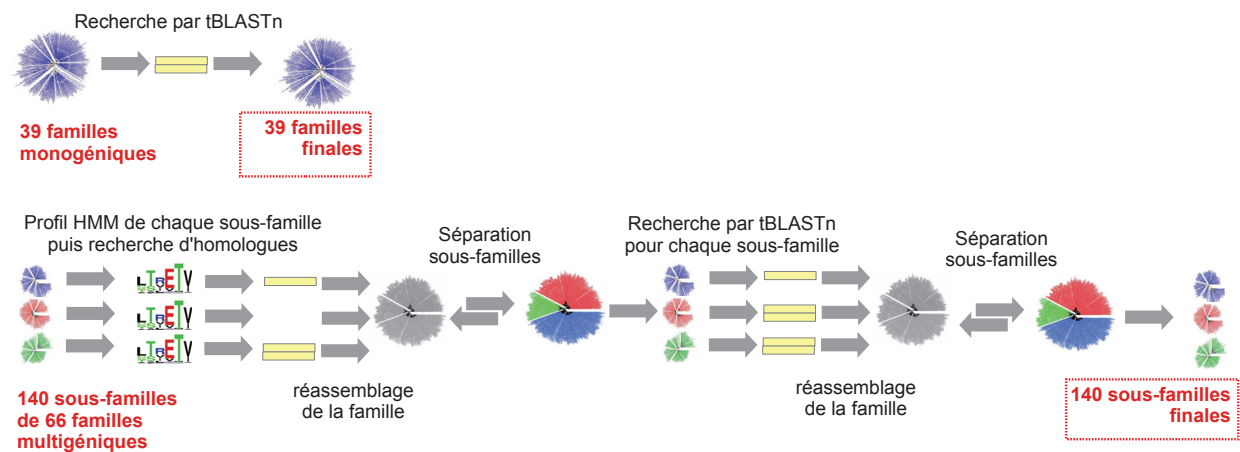 Recherche par tBLASTn
39 familles
monogéniques
39 familles
finales
Profil HMM de chaque sous-famille
puis recherche d'homologues
Séparation
sous-familles
Recherche par tBLASTn
pour chaque sous-famille
Séparation
sous-familles
réassemblage
de la famille
réassemblage
de la famille
140 sous-familles
de 66 familles
multigéniques
140 sous-familles
finales